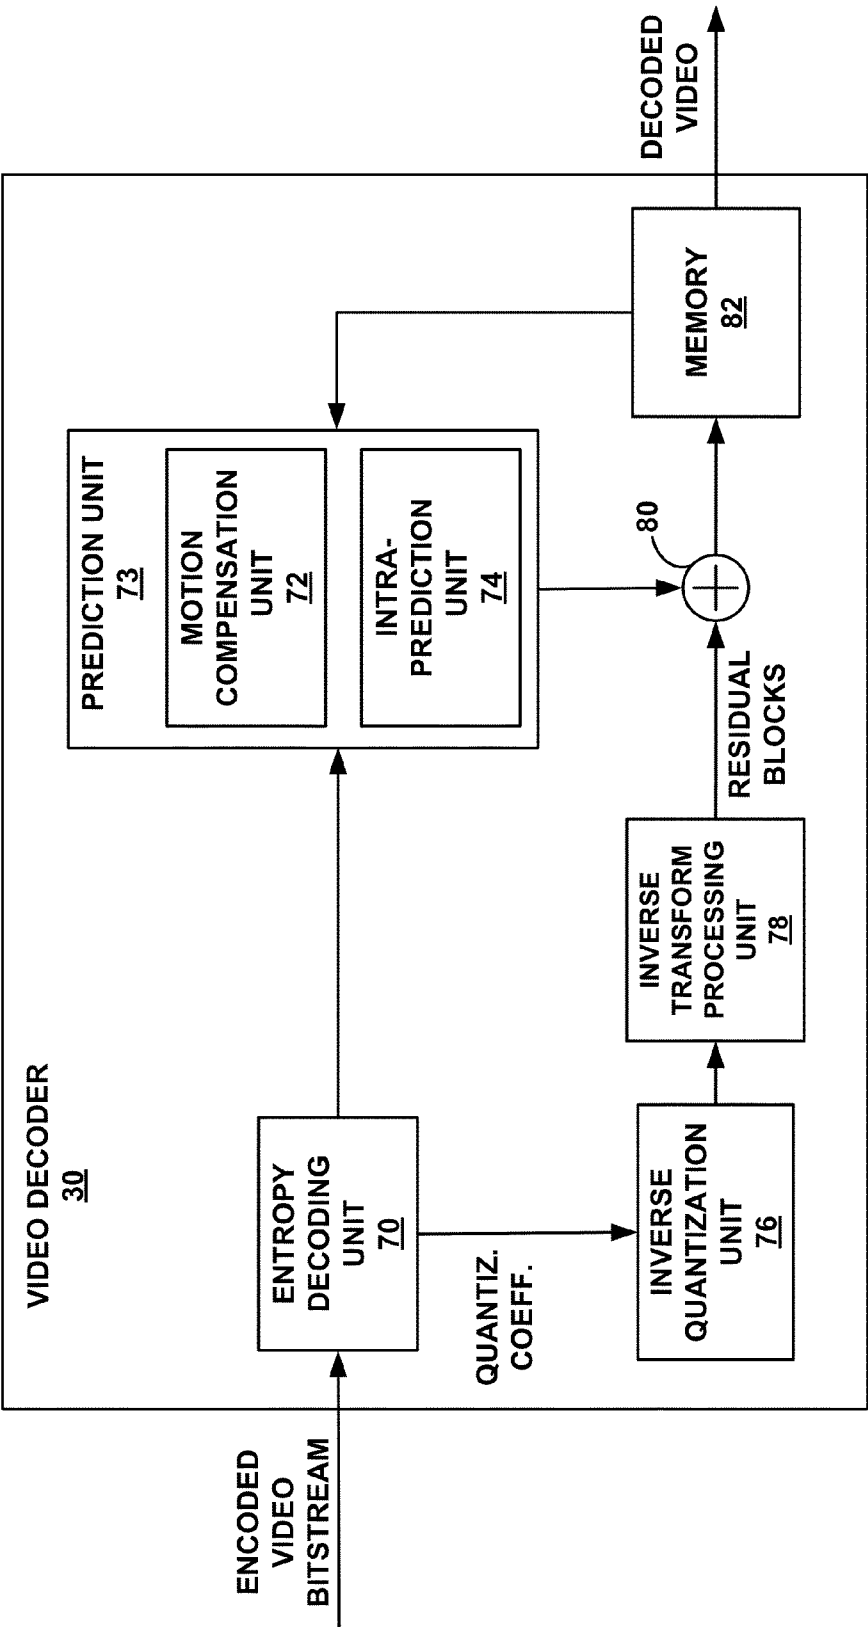 VIDEO DECODER
30
ENCODED
VIDEO
BITSTREAM
ENTROPY
DECODING
UNIT
70
QUANTIZ.
COEFF.
PREDICTION UNIT
73
MOTION
COMPENSATION
UNIT
72
INTRA-
PREDICTION
UNIT
74
INVERSE
QUANTIZATION
UNIT
76
INVERSE
TRANSFORM
PROCESSING
UNIT
78
RESIDUAL
BLOCKS
80
MEMORY
82
DECODED
VIDEO